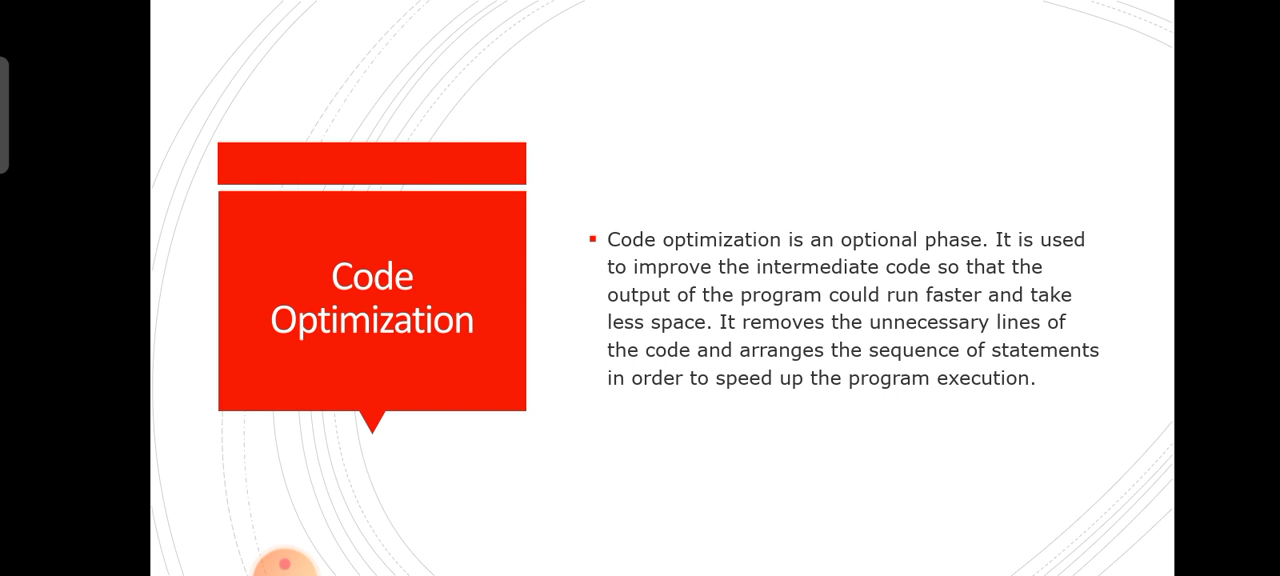 Code
Optimization
Code optimization is an optional phase. It is used
to improve the intermediate code so that the
output of the program could run faster and take
less space. It removes the unnecessary lines of
the code and arranges the sequence of statements
in order to speed up the program execution.